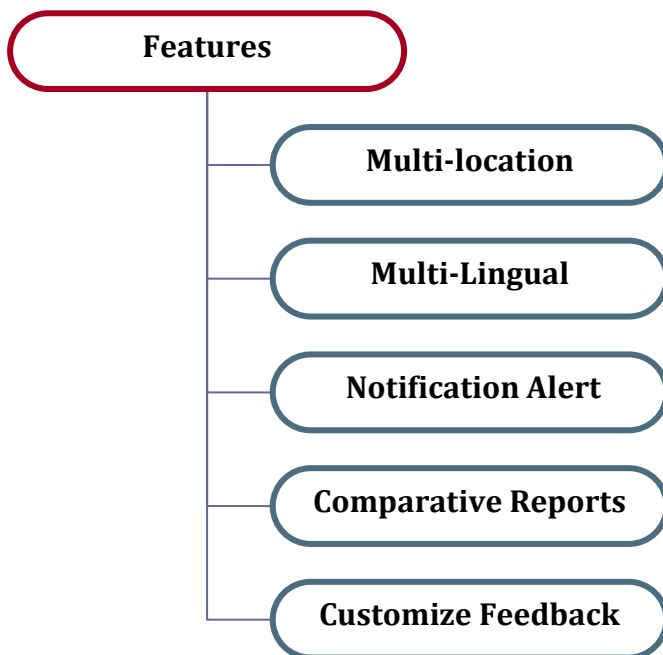 Features
Multi-location
Multi-Lingual
Notification Alert
Comparative Reports
Customize Feedback